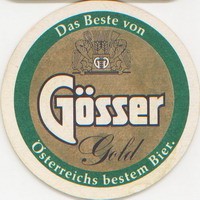 Das Beste von
Gösser
Gold
Österreichs bestem Bier.